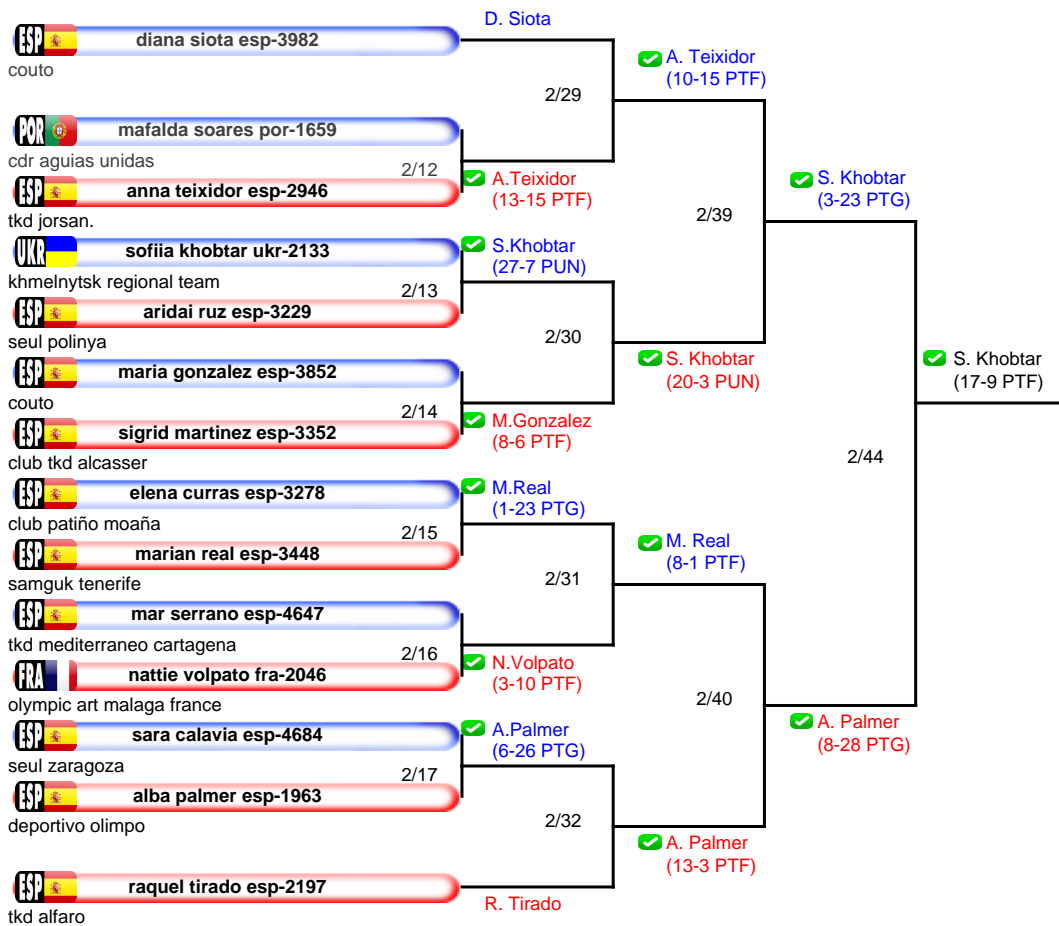 D. Siota
ESP diana siota esp-3982
couto
A. Teixidor
(10-15 PTF)
2/29
POR mafalda soares por-1659
cdr aguias unidas
2/12
ESP anna teixidor esp-2946
tkd jorsan.
A.Teixidor
(13-15 PTF)
S. Khobtar
(3-23 PTG)
2/39
UKR sofiia khobtar ukr-2133
khmelnytsk regional team
S.Khobtar
(27-7 PUN)
2/13
ESP aridai ruz esp-3229
seul polinya
2/30
S. Khobtar
(20-3 PUN)
S. Khobtar
(17-9 PTF)
ESP maria gonzalez esp-3852
couto
2/14
ESP sigrid martinez esp-3352
club tkd alcasser
M.Gonzalez
(8-6 PTF)
2/44
ESP elena curras esp-3278
club patiño moaña
M.Real
(1-23 PTG)
2/15
ESP marian real esp-3448
samguk tenerife
M. Real
(8-1 PTF)
2/31
ESP mar serrano esp-4647
tkd mediterraneo cartagena
2/16
FRA nattie volpato fra-2046
olympic art malaga france
N.Volpato
(3-10 PTF)
2/40
ESP sara calavia esp-4684
seul zaragoza
A.Palmer
(6-26 PTG)
A. Palmer
(8-28 PTG)
2/17
ESP alba palmer esp-1963
deportivo olimpo
2/32
A. Palmer
(13-3 PTF)
ESP raquel tirado esp-2197
tkd alfaro
R. Tirado